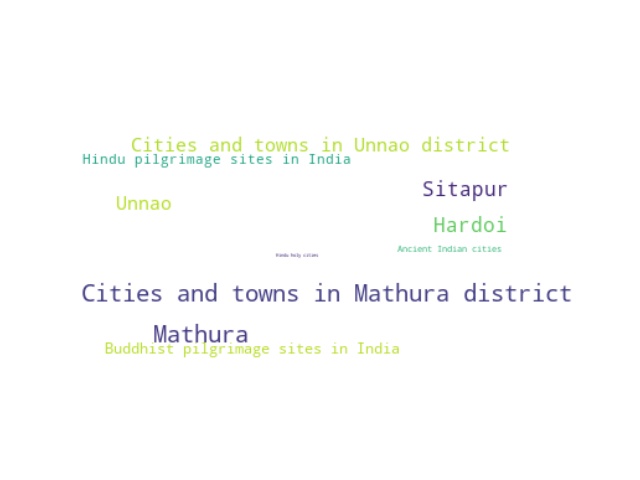 Cities and towns in Unnao district
Hindu pilgrimage sites in India
Sitapur
Unnao
Hardoi
Ancient Indian cities
Hindu holy cities
Cities and towns in Mathura district
Mathura
Buddhist pilgrimage sites in India